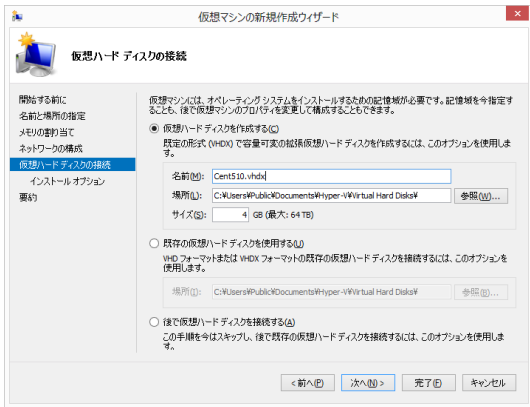 仮想マシンの新規作成ウィザード
仮想ハード ディスクの接続
開始する前に
名前と場所の指定
メモリの割り当て
ネットワークの構成
仮想ハード ディスクの接続
インストール オプション
要約
仮想マシンには、オペレーティング システムをインストールするための記憶域が必要です。記憶域を今指定す
ることも、後で仮想マシンのプロパティを変更して構成することもできます。
仮想ハード ディスクを作成する(C)
既定の形式 (VHDX) で容量可変の拡張仮想ハード ディスクを作成するには、このオプションを使用しま
す。
名前(M): Cent510.vhdx
場所(L): C:¥Users¥Public¥Documents¥Hyper-V¥Virtual Hard Disks¥ 参照(W)...
サイズ(S): 4 GB (最大: 64 TB)
既存の仮想ハード ディスクを使用する(U)
VHD フォーマットまたは VHDX フォーマットの既存の仮想ハード ディスクを接続するには、このオプションを
使用します。
場所(I): C:¥Users¥Public¥Documents¥Hyper-V¥Virtual Hard Disks¥ 参照(B)...
後で仮想ハード ディスクを接続する(A)
この手順を今はスキップし、後で既存の仮想ハード ディスクを接続するには、このオプションを使用しま
す。
< 前へ(P) 次へ(N) > 完了(F) キャンセル